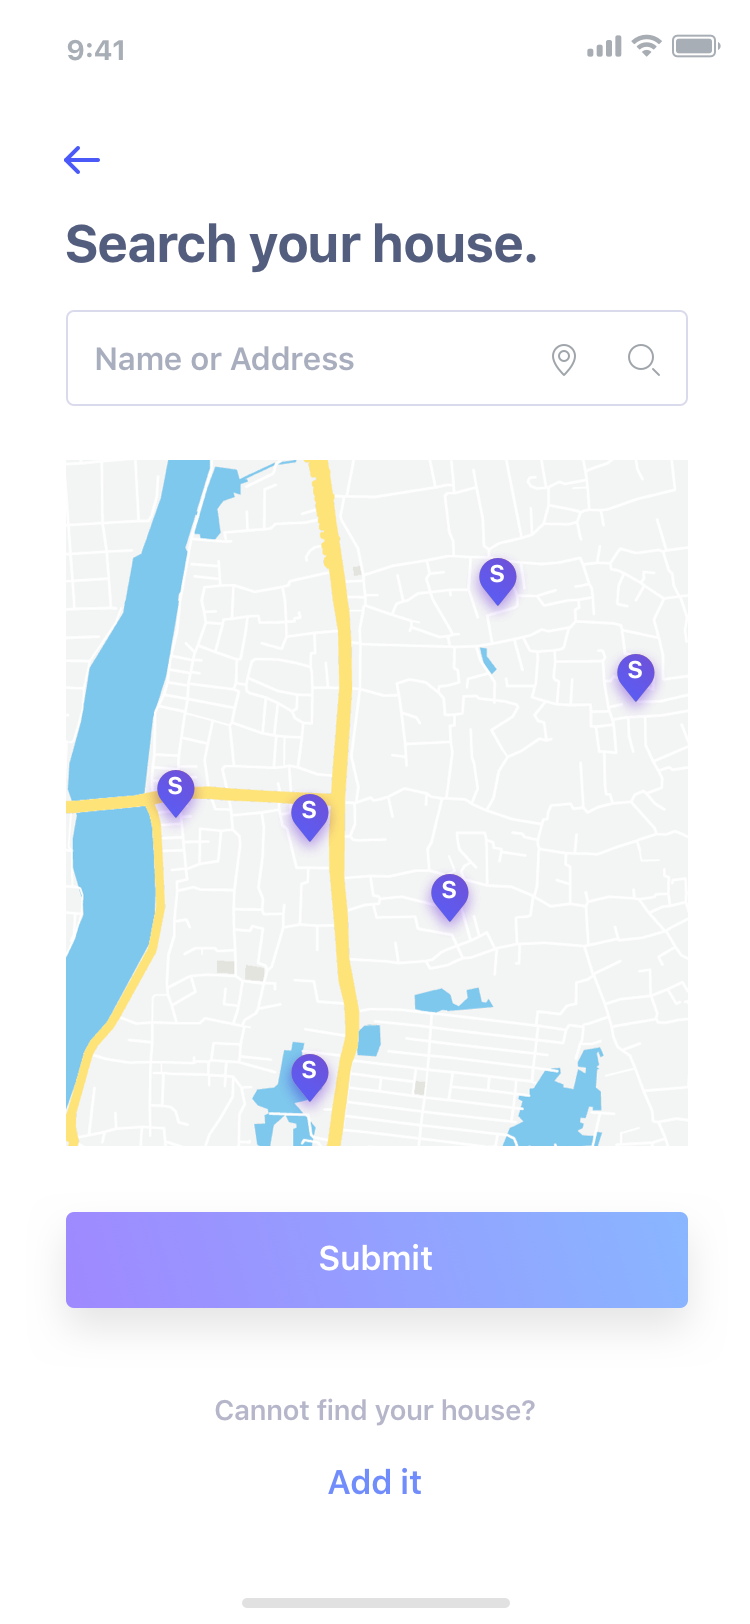 9:41
Search your house.
Name or Address
S
S
S
S
S
S
Submit
Cannot find your house?
Add it